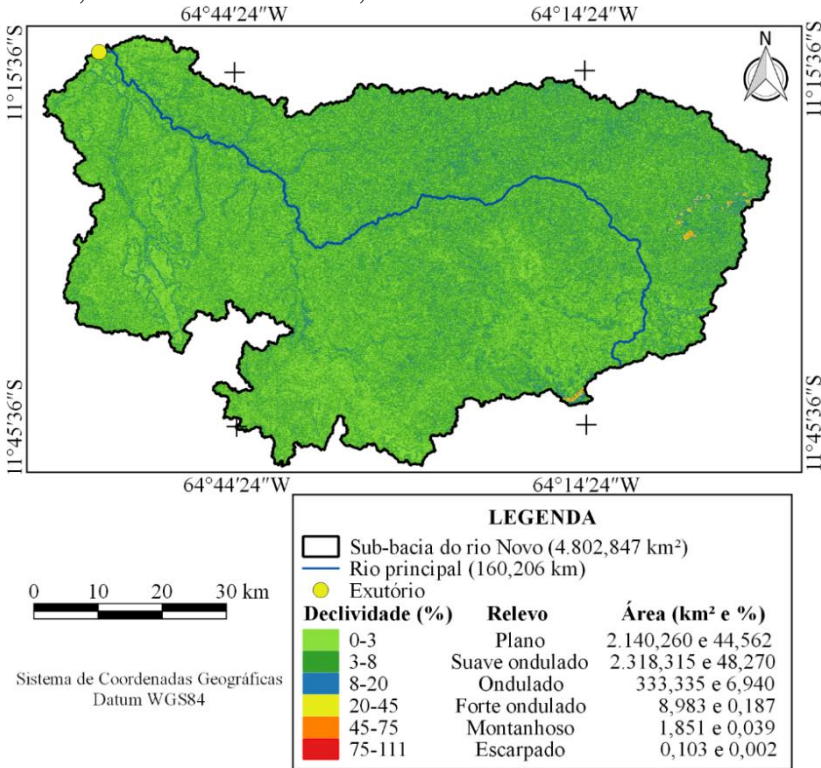 64°44'24"W 64°14'24"W
N
11°15'36"S 11°15'36"S
11°45'36"S 11°45'36"S
64°44'24"W 64°14'24"W
LEGENDA
Sub-bacia do rio Novo (4.802,847 km²)
Rio principal (160,206 km)
Exutório
Declividade (%) Relevo Área (km² e %)
0-3 Plano 2.140,260 e 44,562
3-8 Suave ondulado 2.318,315 e 48,270
8-20 Ondulado 333,335 e 6,940
20-45 Forte ondulado 8,983 e 0,187
45-75 Montanhoso 1,851 e 0,039
75-111 Escarpado 0,103 e 0,002
0 10 20 30 km
Sistema de Coordenadas Geográficas
Datum WGS84